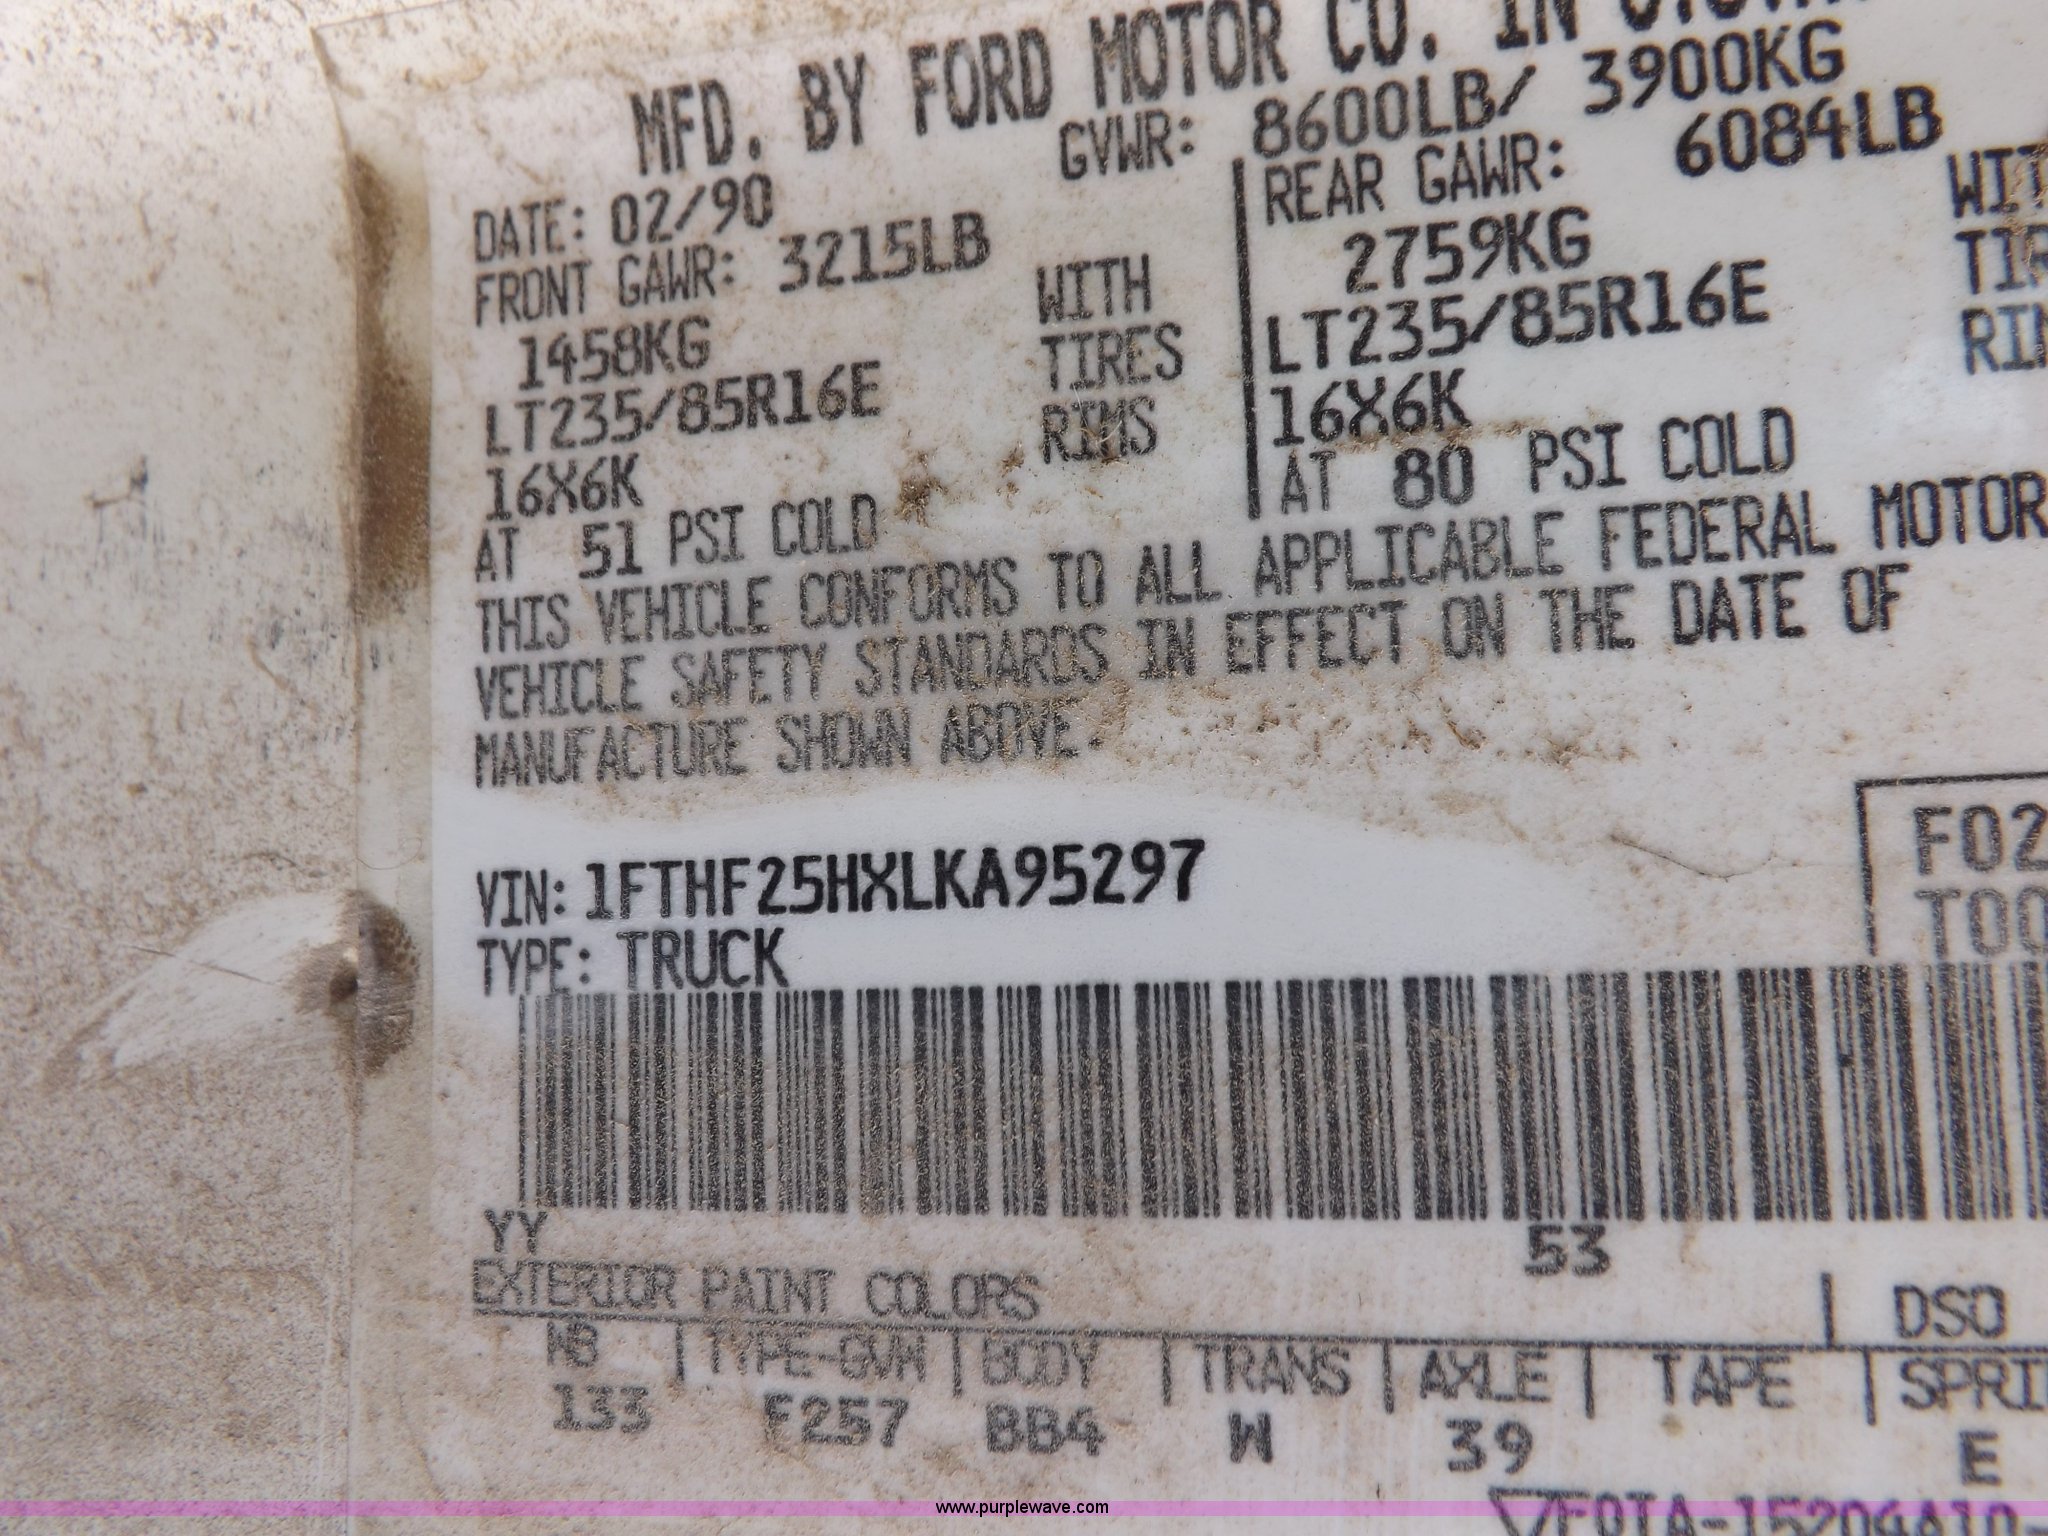 MFD. BY FORD MOTOR CO. IN
DATE: 02/90 GVWR: 8600LB/ 3900KG
FRONT GAWR: 3215LB REAR GAWR: 6084LB
1458KG WITH 2759KG
LT235/85R16E TIRES LT235/85R16E
16X6K RIMS 16X6K
AT 51 PSI COLD AT 80 PSI COLD
THIS VEHICLE CONFORMS TO ALL APPLICABLE FEDERAL MOTOR
VEHICLE SAFETY STANDARDS IN EFFECT ON THE DATE OF
MANUFACTURE SHOWN ABOVE.
F02
VIN: 1FTHF25HXLKA95297 T00
TYPE: TRUCK
YY 53
EXTERIOR PAINT COLORS DSO
WB TYPE-GVW BODY TRANS AXLE TAPE SPRI
133 F257 BB4 W 39 E
www.purplewave.com